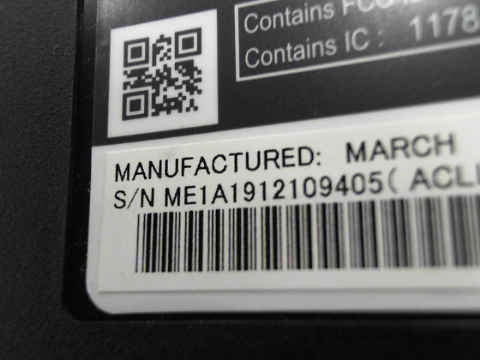 Contains FCC
Contains IC : 1178
MANUFACTURED: MARCH
S/N ME1A1912109405( ACL